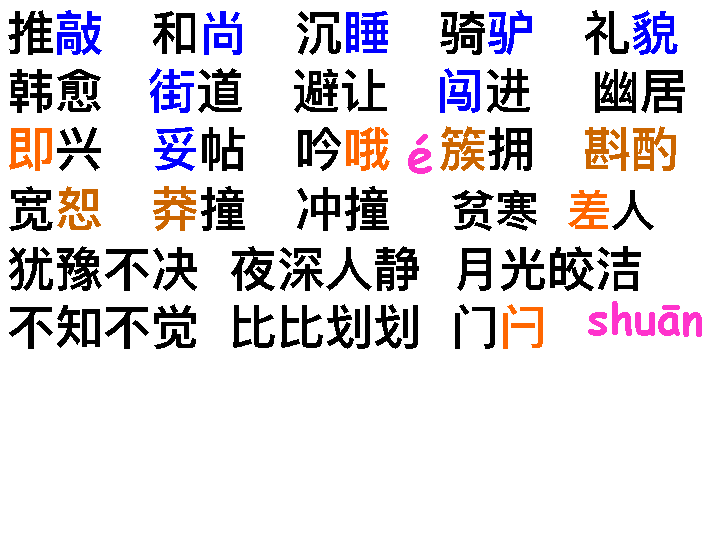 推敲 和尚 沉睡 骑驴 礼貌
韩愈 街道 避让 闯进 幽居
即兴 妥帖 吟哦 é 簇拥 斟酌
宽恕 莽撞 冲撞 贫寒 差人
犹豫不决 夜深人静 月光皎洁
不知不觉 比比划划 门闩 shuān